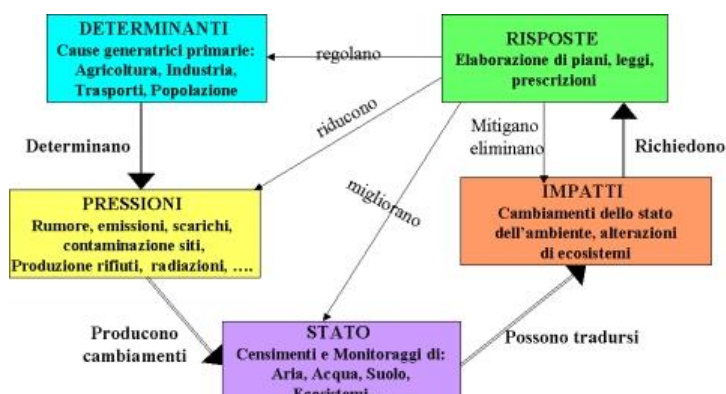 DETERMINANTI
Cause generatrici primarie:
Agricoltura, Industria,
Trasporti, Popolazione
regolano
RISPOSTE
Elaborazione di piani, leggi,
prescrizioni
riducono
Mitigano
eliminano
Determinano
Richiedono
migliorano
PRESSIONI
Rumore, emissioni, scarichi,
contaminazione siti,
Produzione rifiuti, radiazioni, ….
IMPATTI
Cambiamenti dello stato
dell’ambiente, alterazioni
di ecosistemi
Producono
cambiamenti
STATO
Censimenti e Monitoraggi di:
Aria, Acqua, Suolo,
Ecosistemi
Possono tradursi